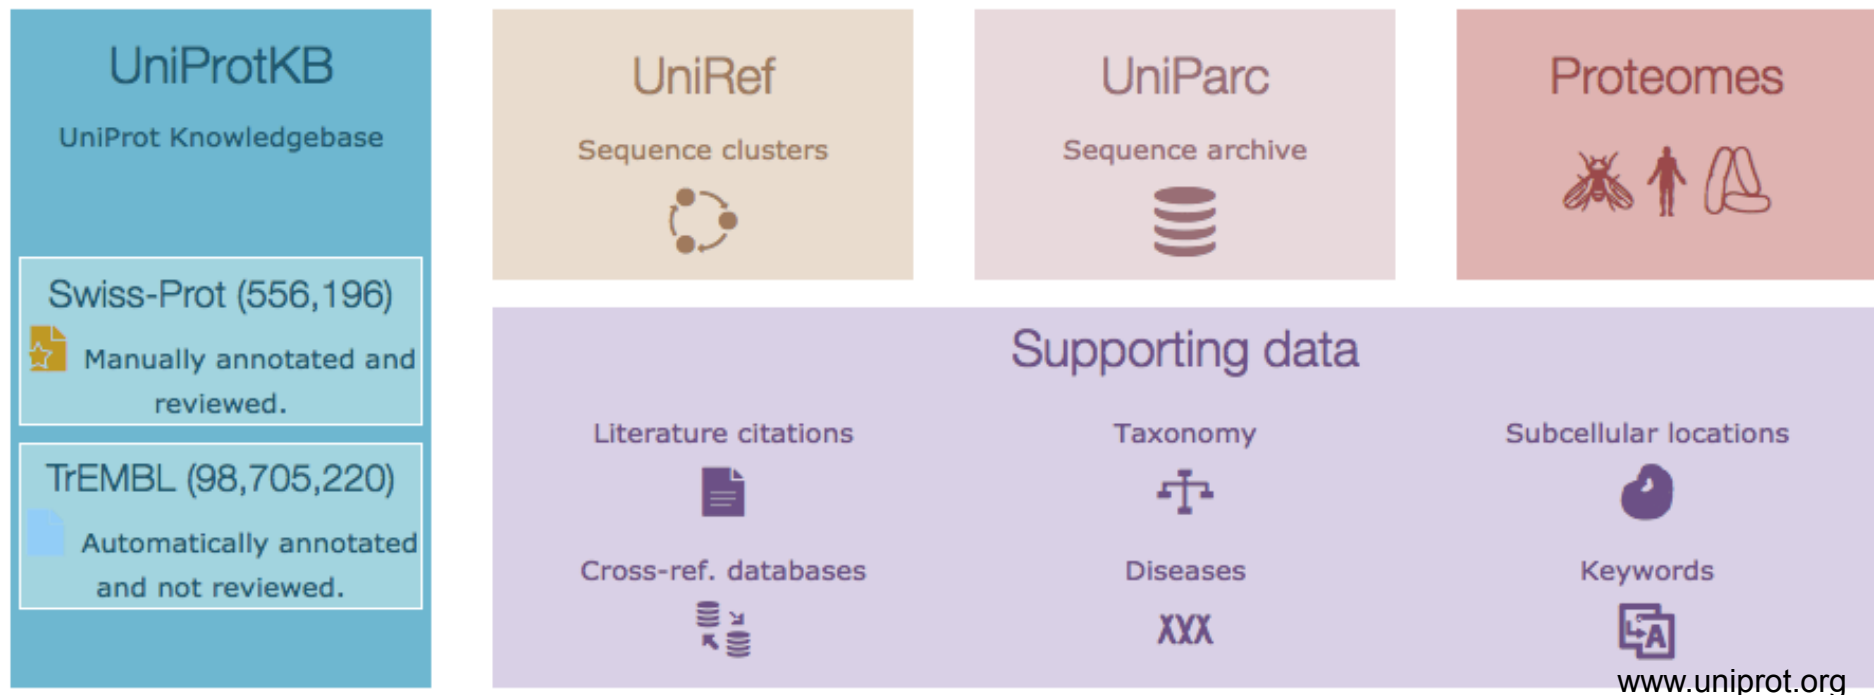 UniProtKB
UniProt Knowledgebase
Swiss-Prot (556,196)
Manually annotated and
reviewed.
TrEMBL (98,705,220)
Automatically annotated
and not reviewed.
UniRef
Sequence clusters
UniParc
Sequence archive
Proteomes
Supporting data
Literature citations
Taxonomy
Subcellular locations
Cross-ref. databases
Diseases
Keywords
A
www.uniprot.org